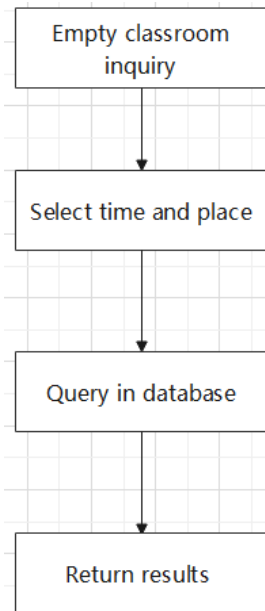 Empty classroom
inquiry
Select time and place
Query in database
Return results